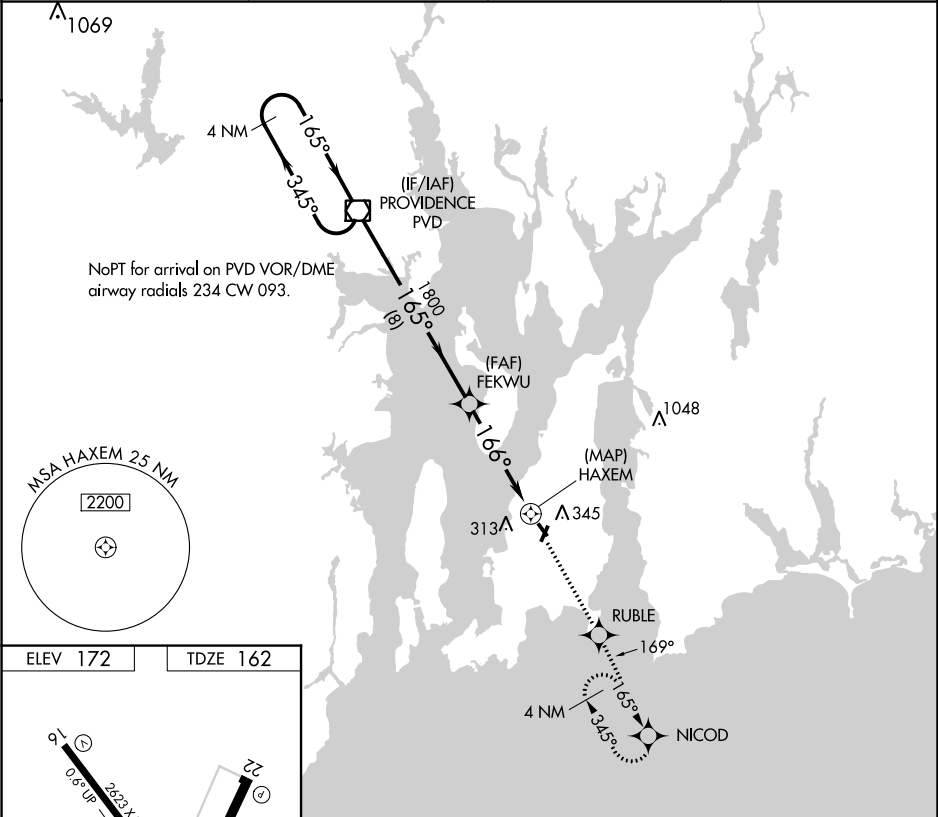 1069
4 NM
165°
345°
(IF/IAF)
PROVIDENCE
PVD
NoPT for arrival on PVD VOR/DME
airway radials 234 CW 093.
1800
165°
(8)
(FAF)
FEKWU
1048
166°
(MAP)
HAXEM
MSA HAXEM 25 NM
2200
313
345
RUBLE
169°
ELEV 172
TDZE 162
165°
4 NM
345°
NICOD
16
V
0.6° UP
2623 X
22
P